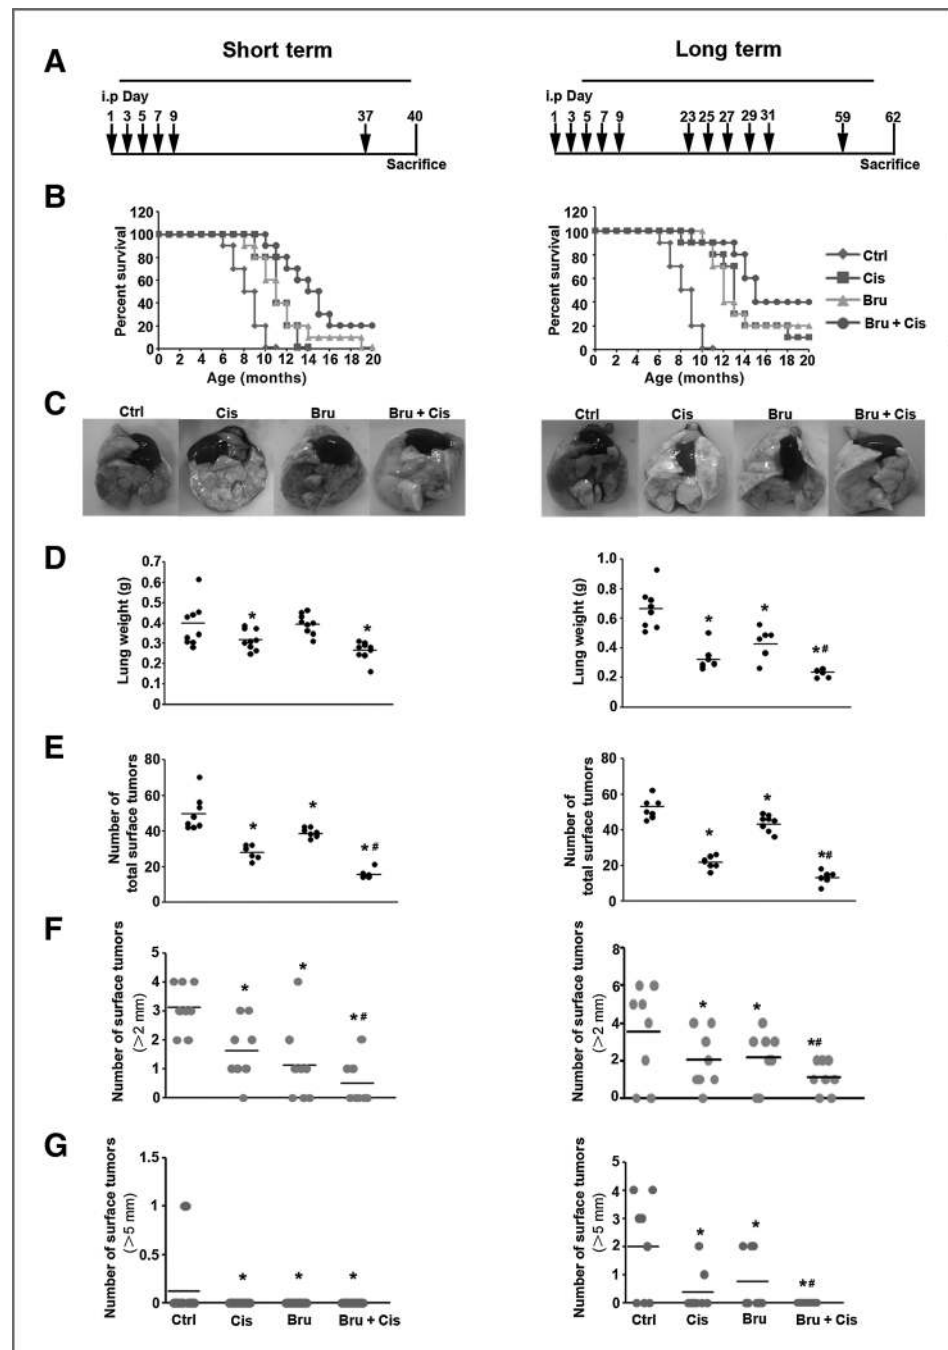 A
Short term
Long term
i.p Day
1 3 5 7 9 37 40
Sacrifice
i.p Day
1 3 5 7 9 23 25 27 29 31 59 62
Sacrifice
B
Percent survival
120
100
80
60
40
20
0
0 2 4 6 8 10 12 14 16 18 20
Age (months)
Percent survival
120
100
80
60
40
20
0
0 2 4 6 8 10 12 14 16 18 20
Age (months)
Ctrl
Cis
Bru
Bru + Cis
C
Ctrl Cis Bru Bru + Cis
Ctrl Cis Bru Bru + Cis
D
Lung weight (g)
0.7
0.6
0.5
0.4
0.3
0.2
0.1
0
* *
Lung weight (g)
1.0
0.8
0.6
0.4
0.2
0
* * *#
E
Number of
total surface tumors
80
60
40
20
0
* * *#
Number of
total surface tumors
80
60
40
20
0
* * *#
F
Number of surface tumors
(>2 mm)
5
4
3
2
1
0
* * *#
Number of surface tumors
(>2 mm)
8
6
4
2
0
* * *#
G
Number of surface tumors
(>5 mm)
1.5
1
0.5
0
* * *
Ctrl Cis Bru Bru + Cis
Number of surface tumors
(>5 mm)
5
4
3
2
1
0
* * *#
Ctrl Cis Bru Bru + Cis